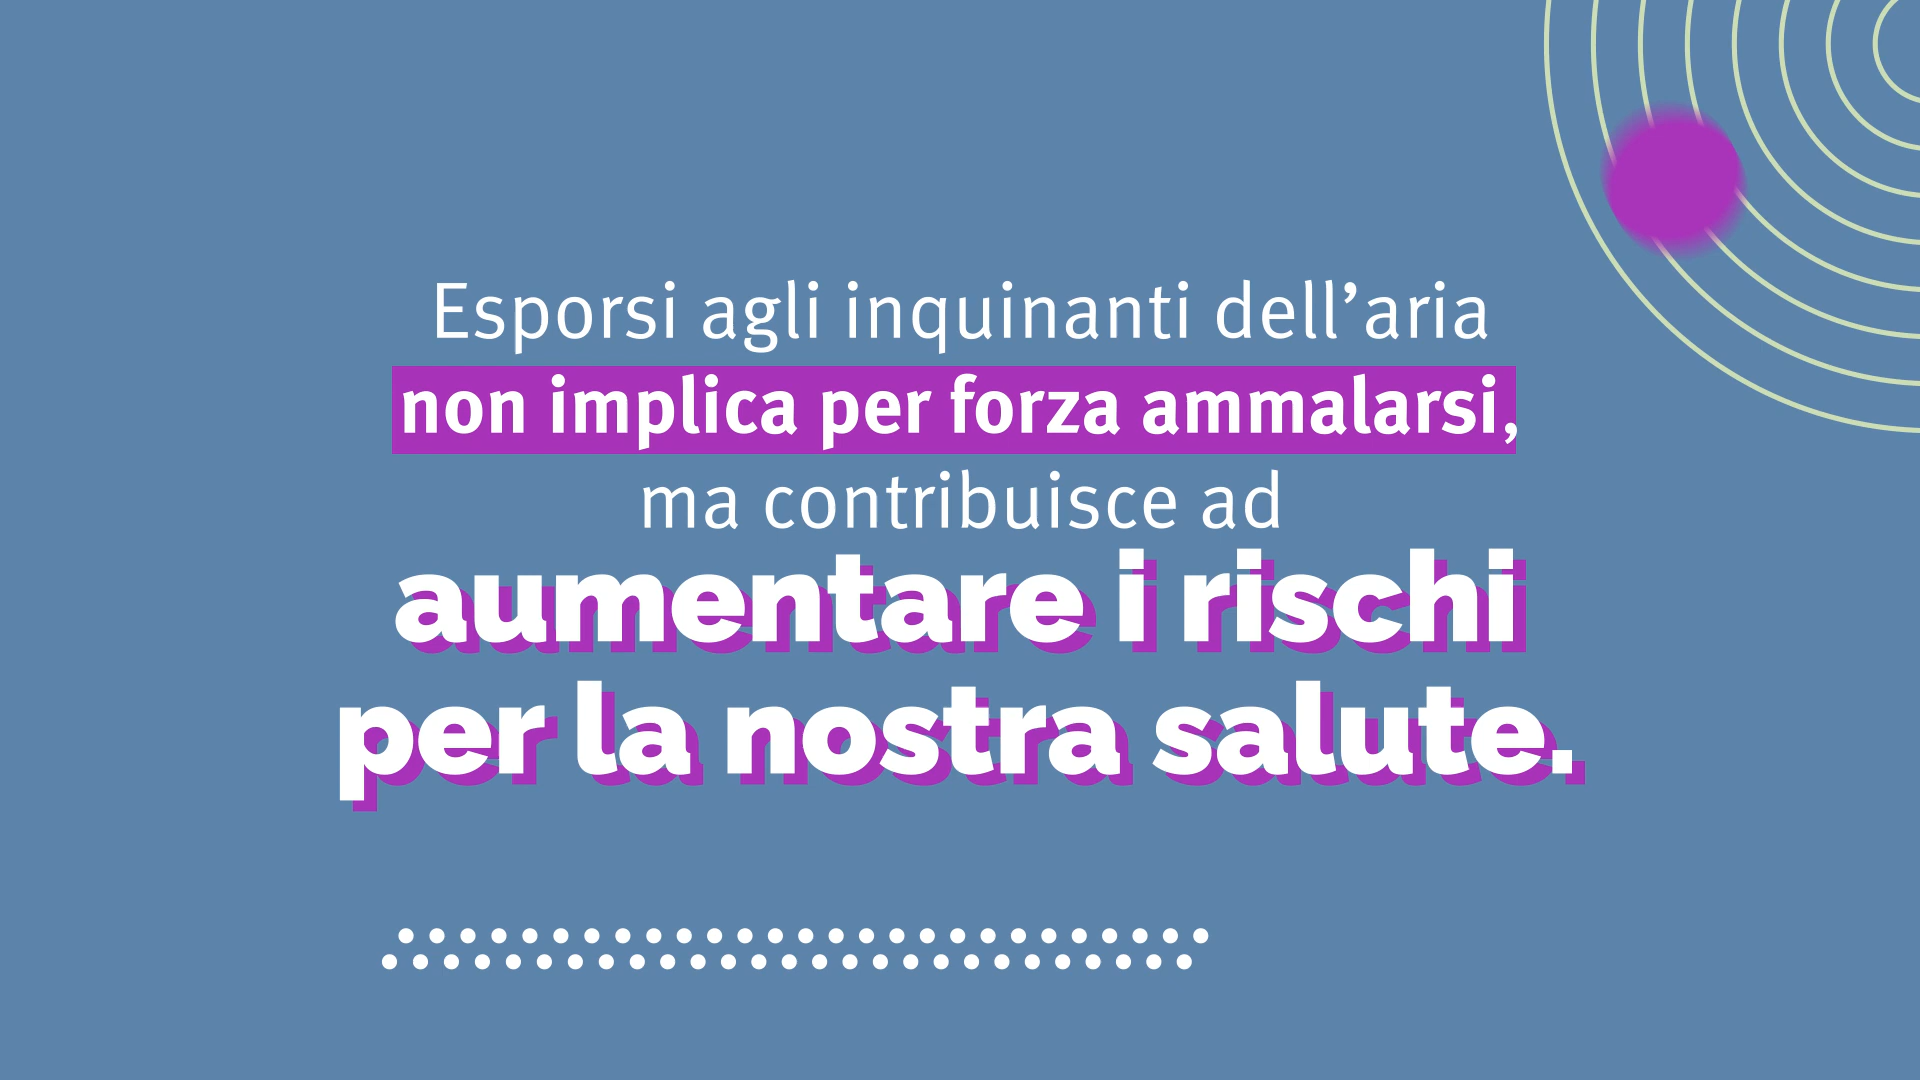 Esporsi agli inquinanti dell’aria
non implica per forza ammalarsi,
ma contribuisce ad
aumentare i rischi
per la nostra salute.